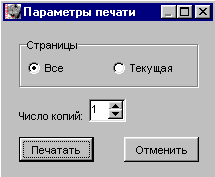 Параметры печати
Страницы
Все Текущая
Число копий: 1
Печатать Отменить